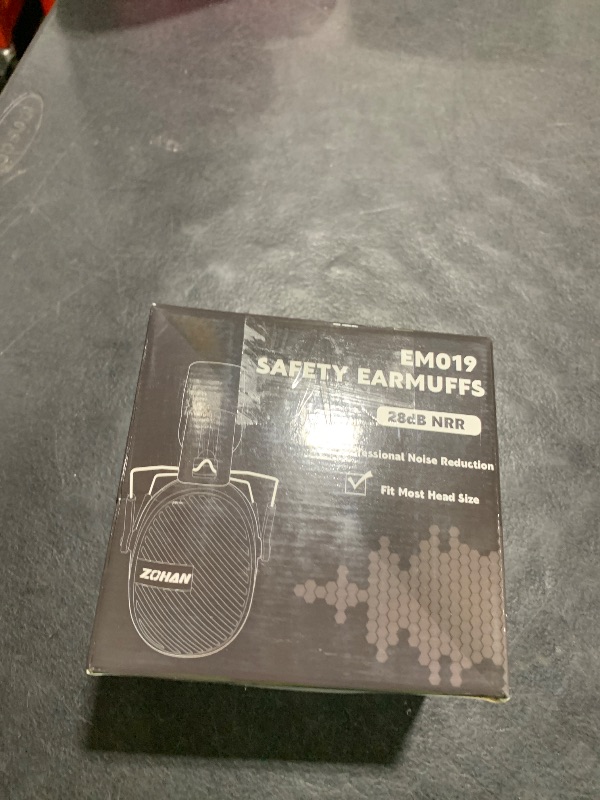 EM019
SAFETY EARMUFFS
28dB NRR
Noise Reduction
Fit Most Head Size
ZOHAN